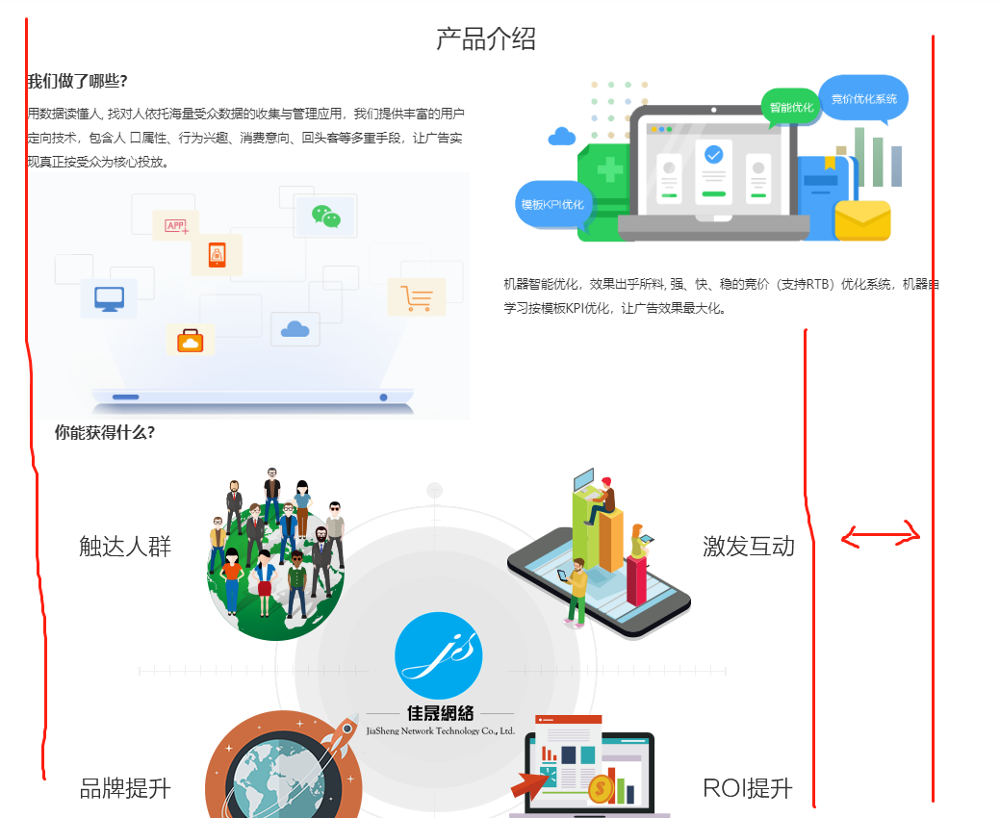 产品介绍
我们做了哪些?
用数据读懂人, 找对人依托海量受众数据的收集与管理应用，我们提供丰富的用户
定向技术，包含人 口属性、行为兴趣、消费意向、回头客等多重手段，让广告实
现真正按受众为核心投放。
APP
智能优化
竞价优化系统
模板KPI优化
机器智能优化，效果出乎所料, 强、快、稳的竞价（支持RTB）优化系统，机器自
学习按模板KPI优化，让广告效果最大化。
你能获得什么?
触达人群
激发互动
jis
佳晟網絡
JiaSheng Network Technology Co., Ltd.
品牌提升
ROI提升